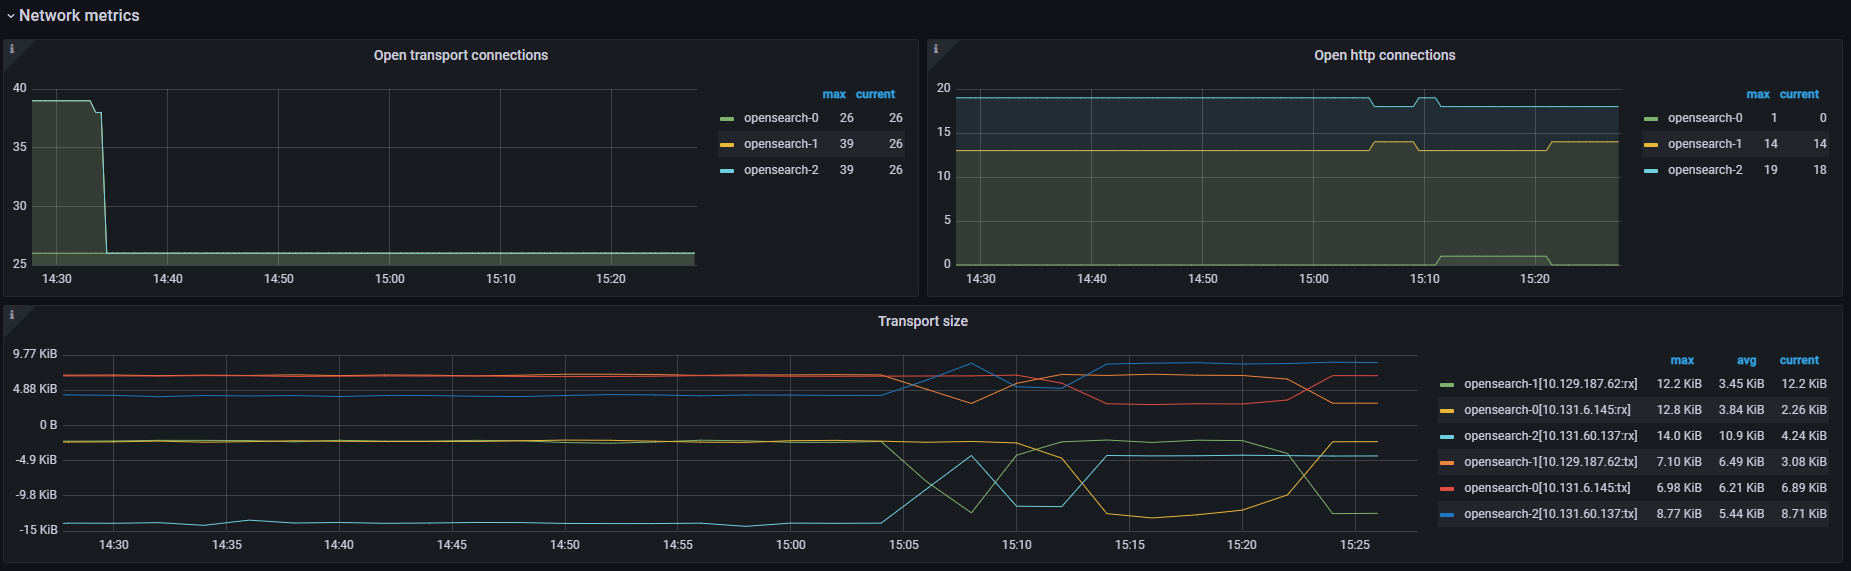 Network metrics
Open transport connections
40
35
30
25
14:30 14:40 14:50 15:00 15:10 15:20
max current
opensearch-0 26 26
opensearch-1 39 26
opensearch-2 39 26
Open http connections
20
15
10
5
0
14:30 14:40 14:50 15:00 15:10 15:20
max current
opensearch-0 1 0
opensearch-1 14 14
opensearch-2 19 18
Transport size
9.77 KiB
4.88 KiB
0 B
-4.9 KiB
-9.8 KiB
-15 KiB
14:30 14:35 14:40 14:45 14:50 14:55 15:00 15:05 15:10 15:15 15:20 15:25
max avg current
opensearch-1[10.129.187.62:rx] 12.2 KiB 3.45 KiB 12.2 KiB
opensearch-0[10.131.6.145:rx] 12.8 KiB 3.84 KiB 2.26 KiB
opensearch-2[10.131.60.137:rx] 14.0 KiB 10.9 KiB 4.24 KiB
opensearch-1[10.129.187.62:tx] 7.10 KiB 6.49 KiB 3.08 KiB
opensearch-0[10.131.6.145:tx] 6.98 KiB 6.21 KiB 6.89 KiB
opensearch-2[10.131.60.137:tx] 8.77 KiB 5.44 KiB 8.71 KiB